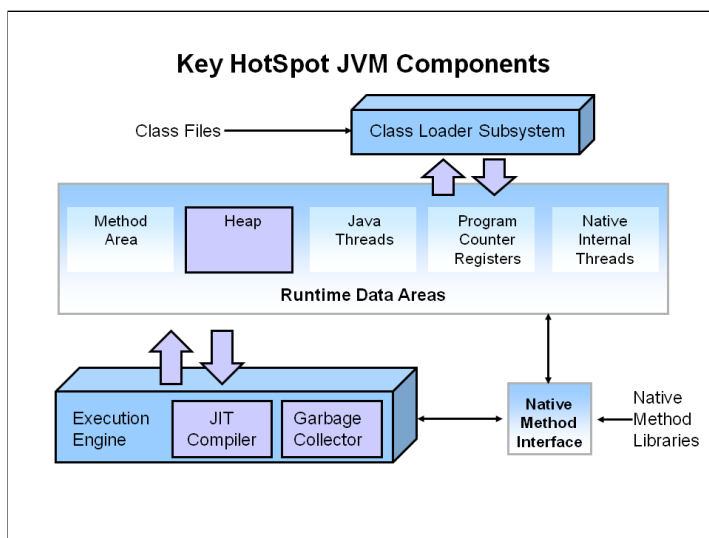 Key HotSpot JVM Components
Class Files
Class Loader Subsystem
Method
Area
Heap
Java
Threads
Program
Counter
Registers
Native
Internal
Threads
Runtime Data Areas
Execution
Engine
JIT
Compiler
Garbage
Collector
Native
Method
Interface
Native
Method
Libraries